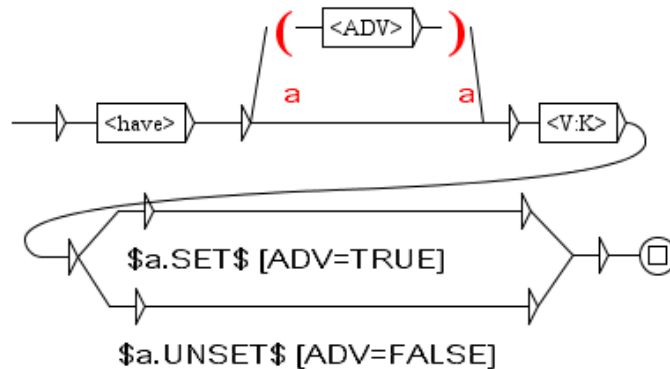 ( <ADV> )
a a
<have> <V:K>
$a.SET$ [ADV=TRUE]
$a.UNSET$ [ADV=FALSE]